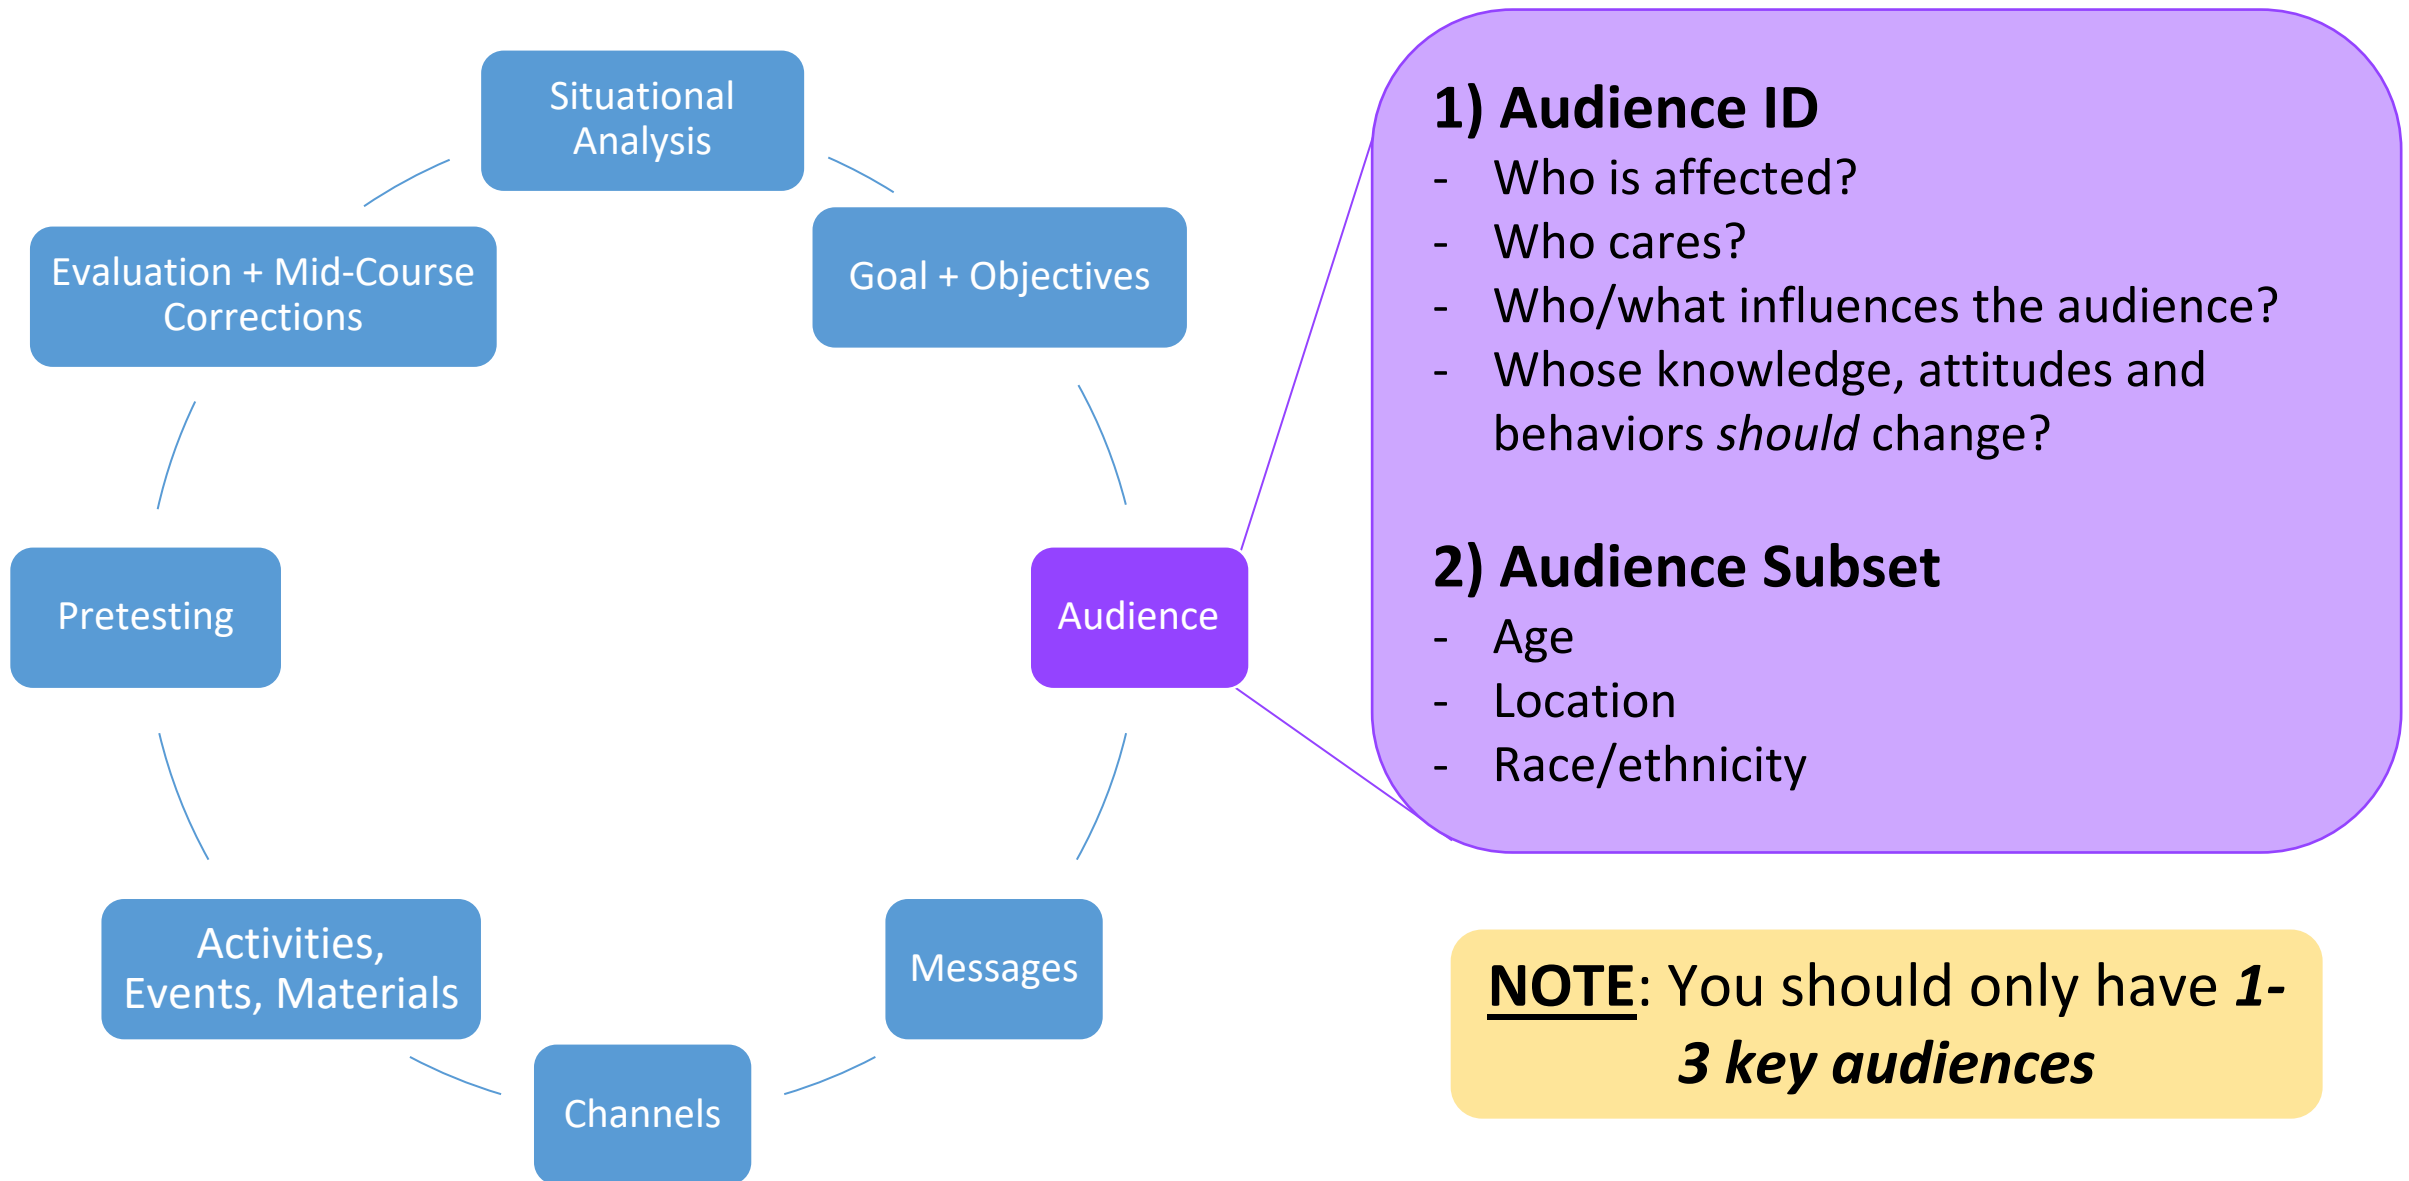 Situational
Analysis
Goal + Objectives
Audience
Messages
Channels
Activities,
Events, Materials
Pretesting
Evaluation + Mid-Course
Corrections
1) Audience ID
- Who is affected?
- Who cares?
- Who/what influences the audience?
- Whose knowledge, attitudes and
behaviors should change?
2) Audience Subset
- Age
- Location
- Race/ethnicity
NOTE: You should only have 1-
3 key audiences